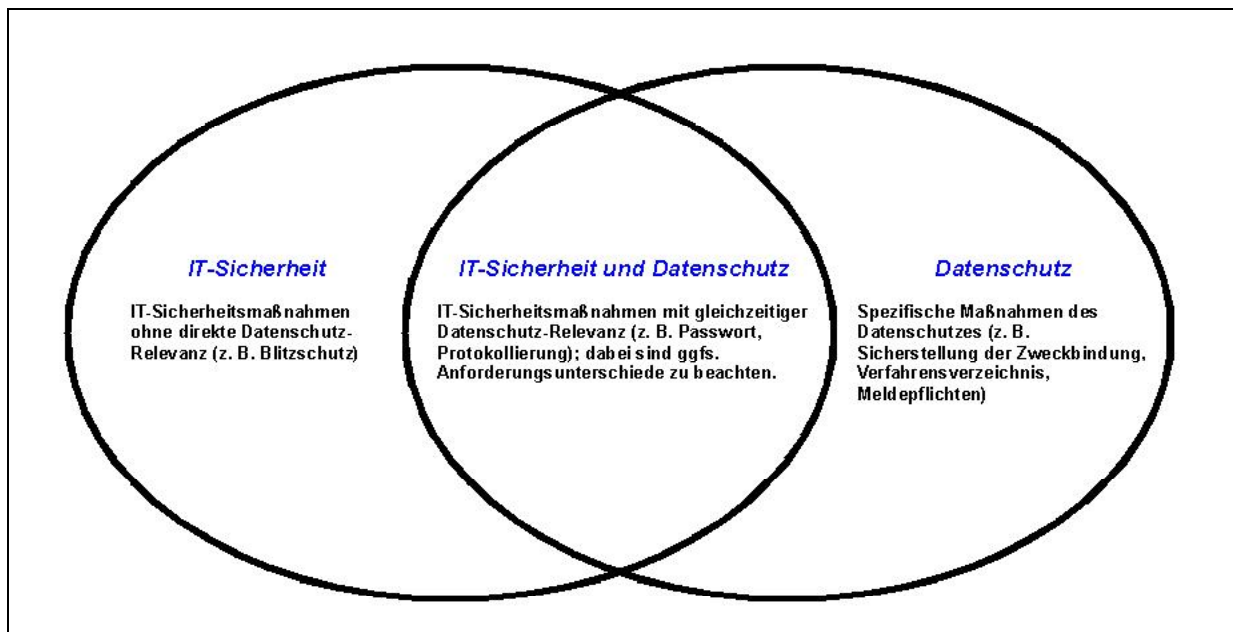 IT-Sicherheit
IT-Sicherheitsmaßnahmen
ohne direkte Datenschutz-
Relevanz (z. B. Blitzschutz)
IT-Sicherheit und Datenschutz
IT-Sicherheitsmaßnahmen mit gleichzeitiger
Datenschutz-Relevanz (z. B. Passwort,
Protokollierung); dabei sind ggfs.
Anforderungsunterschiede zu beachten.
Datenschutz
Spezifische Maßnahmen des
Datenschutzes (z. B.
Sicherstellung der Zweckbindung,
Verfahrensverzeichnis,
Meldepflichten)